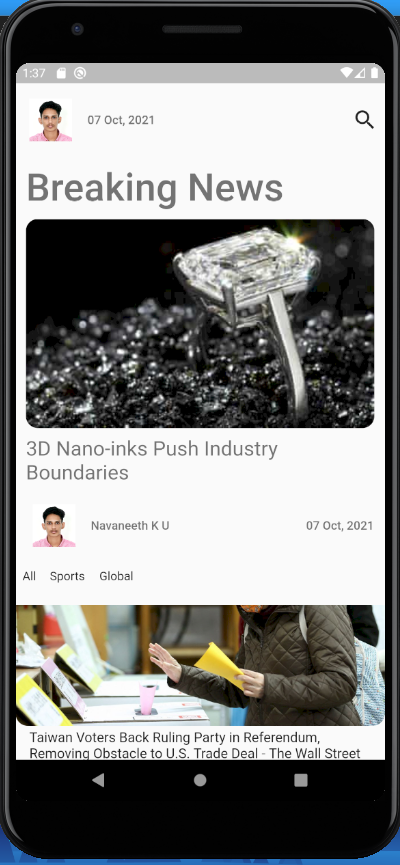 1:37
07 Oct, 2021
Breaking News
3D Nano-inks Push Industry
Boundaries
Navaneeth K U
07 Oct, 2021
All Sports Global
Taiwan Voters Back Ruling Party in Referendum,
Removing Obstacle to U.S. Trade Deal - The Wall Street